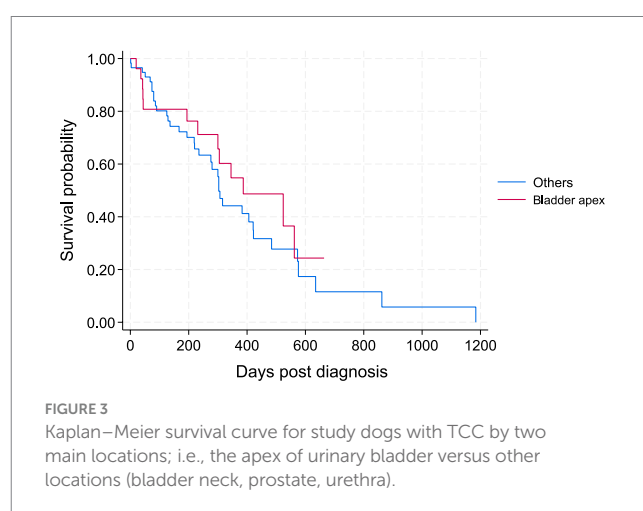 1.00
0.80
0.60
0.40
0.20
0.00
Survival probability
0 200 400 600 800 1000 1200
Days post diagnosis
Others
Bladder apex
FIGURE 3
Kaplan–Meier survival curve for study dogs with TCC by two
main locations; i.e., the apex of urinary bladder versus other
locations (bladder neck, prostate, urethra).